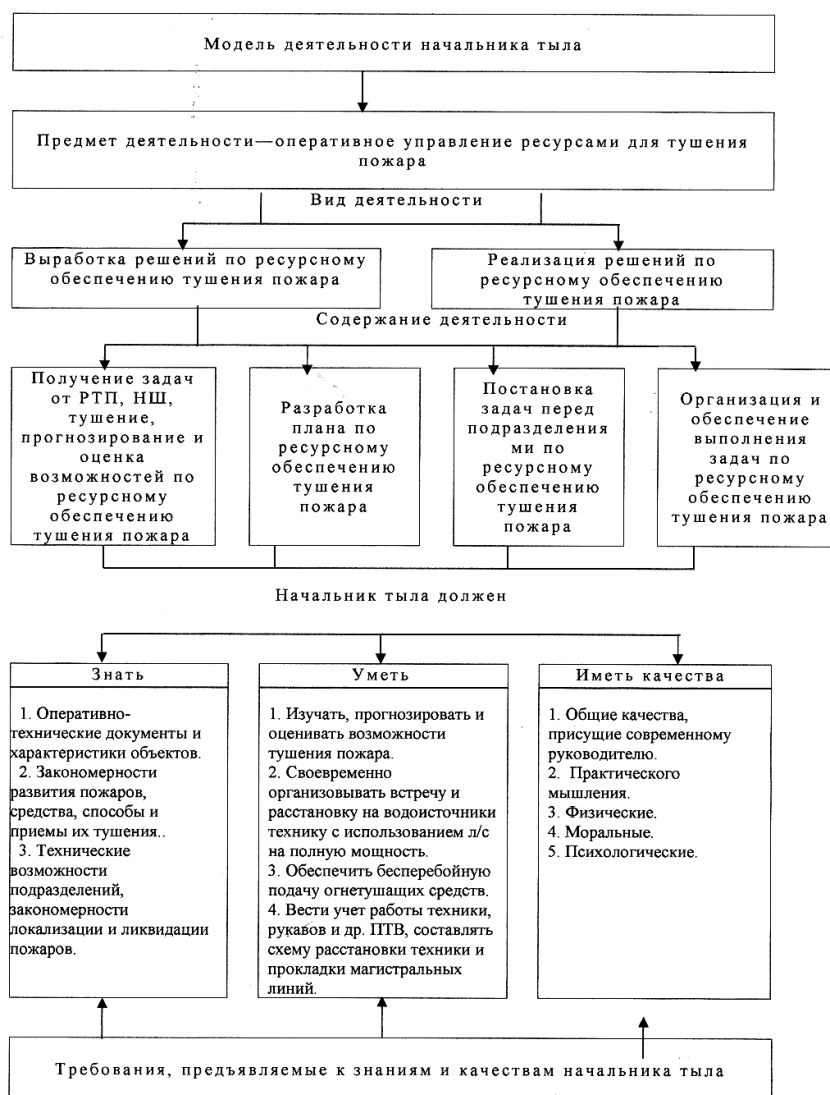 Модель деятельности начальника тыла
Предмет деятельности—оперативное управление ресурсами для тушения
пожара
Вид деятельности
Выработка решений по ресурсному
обеспечению тушения пожара
Реализация решений по
ресурсному обеспечению
тушения пожара
Содержание деятельности
Получение задач
от РТП, НШ,
тушение,
прогнозирование и
оценка
возможностей по
ресурсному
обеспечению
тушения пожара
Разработка
плана по
ресурсному
обеспечению
тушения
пожара
Постановка
задач перед
подразделения
ми по
ресурсному
обеспечению
тушения
пожара
Организация и
обеспечение
выполнения
задач по
ресурсному
обеспечению
тушения пожара
Начальник тыла должен
Знать
1. Оперативно-
технические документы и
характеристики объектов.
2. Закономерности
развития пожаров,
средства, способы и
приемы их тушения..
3. Технические
возможности
подразделений,
закономерности
локализации и ликвидации
пожаров.
Уметь
1. Изучать, прогнозировать и
оценивать возможности
тушения пожара.
2. Своевременно
организовывать встречу и
расстановку на водоисточники
технику с использованием л/с
на полную мощность.
3. Обеспечить бесперебойную
подачу огнетушащих средств.
4. Вести учет работы техники,
рукавов и др. ПТВ, составлять
схему расстановки техники и
прокладки магистральных
линий.
Иметь качества
1. Общие качества,
присущие современному
руководителю.
2. Практического
мышления.
3. Физические.
4. Моральные.
5. Психологические.
Требования, предъявляемые к знаниям и качествам начальника тыла